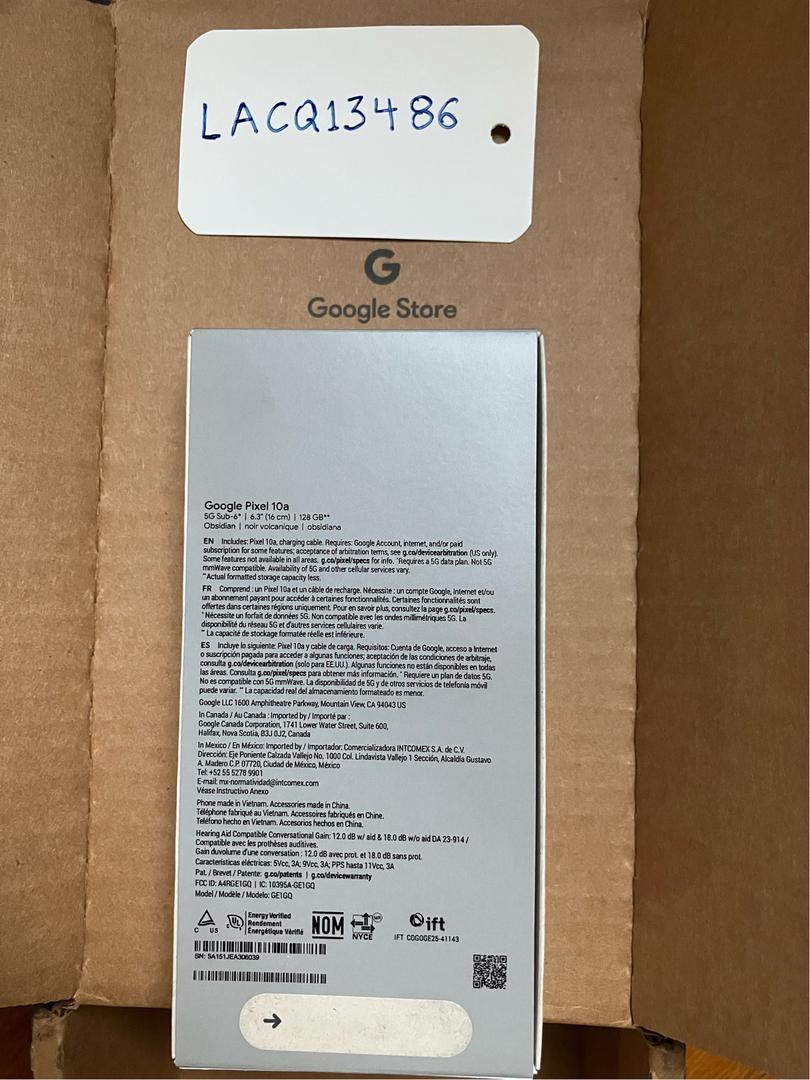 LACQ13486
G
Google Store
Google Pixel 10a
5G Sub-6* | 6.3" (16 cm) | 128 GB**
Obsidian | noir volcanique | obsidiana
EN Includes: Pixel 10a, charging cable. Requires: Google Account, internet, and/or paid
subscription for some features; acceptance of arbitration terms, see g.co/devicearbitration (US only).
Some features not available in all areas. g.co/pixel/specs for info. *Requires a 5G data plan. Not 5G
mmWave compatible. Availability of 5G and other cellular services vary.
**Actual formatted storage capacity less.
FR Comprend : un Pixel 10a et un câble de recharge. Nécessite : un compte Google, Internet et/ou
un abonnement payant pour accéder à certaines fonctionnalités. Certaines fonctionnalités sont
offertes dans certaines régions uniquement. Pour en savoir plus, consultez la page g.co/pixel/specs.
* Nécessite un forfait de données 5G. Non compatible avec les ondes millimétriques 5G. La
disponibilité du réseau 5G et d'autres services cellulaires varie.
** La capacité de stockage formatée réelle est inférieure.
ES Incluye lo siguiente: Pixel 10a y cable de carga. Requisitos: Cuenta de Google, acceso a Internet
o suscripción pagada para acceder a algunas funciones; aceptación de las condiciones de arbitraje,
consulta g.co/devicearbitration (solo para EE.UU.). Algunas funciones no están disponibles en todas
las áreas. Consulta g.co/pixel/specs para obtener más información. * Requiere un plan de datos 5G.
No es compatible con 5G mmWave. La disponibilidad de 5G y de otros servicios de telefonía móvil
puede variar. ** La capacidad real del almacenamiento formateado es menor.
Google LLC 1600 Amphitheatre Parkway, Mountain View, CA 94043 US
In Canada / Au Canada : Imported by / Importé par :
Google Canada Corporation, 1741 Lower Water Street, Suite 600,
Halifax, Nova Scotia, B3J 0J2, Canada
In Mexico / En México: Imported by / Importador: Comercializadora INTCOMEX S.A. de C.V.
Dirección: Eje Poniente Calzada Vallejo No. 1000 Col. Lindavista Vallejo 1 Sección, Alcaldía Gustavo
A. Madero C.P. 07720, Ciudad de México, México
Tel: +52 55 5278 9901
E-mail: mx-normatividad@intcomex.com
Véase Instructivo Anexo
Phone made in Vietnam. Accessories made in China.
Téléphone fabriqué au Vietnam. Accessoires fabriqués en Chine.
Teléfono hecho en Vietnam. Accesorios hechos en China.
Hearing Aid Compatible Conversational Gain: 12.0 dB w/ aid & 18.0 dB w/o aid DA 23-914 /
Compatible avec les prothèses auditives.
Gain duvolume d'une conversation : 12.0 dB avec prot. et 18.0 dB sans prot.
Características eléctricas: 5Vcc, 3A; 9Vcc, 3A; PPS hasta 11Vcc, 3A
Pat. / Brevet / Patente: g.co/patents | g.co/devicewarranty
FCC ID: A4RGE1GQ | IC: 10395A-GE1GQ
Model / Modèle / Modelo: GE1GQ
C US
UL
Energy Verified
Rendement
Énergétique Vérifié
NOM
NYCE
ift
IFT COGOGE25-41143
SN: 5A151JEA306039